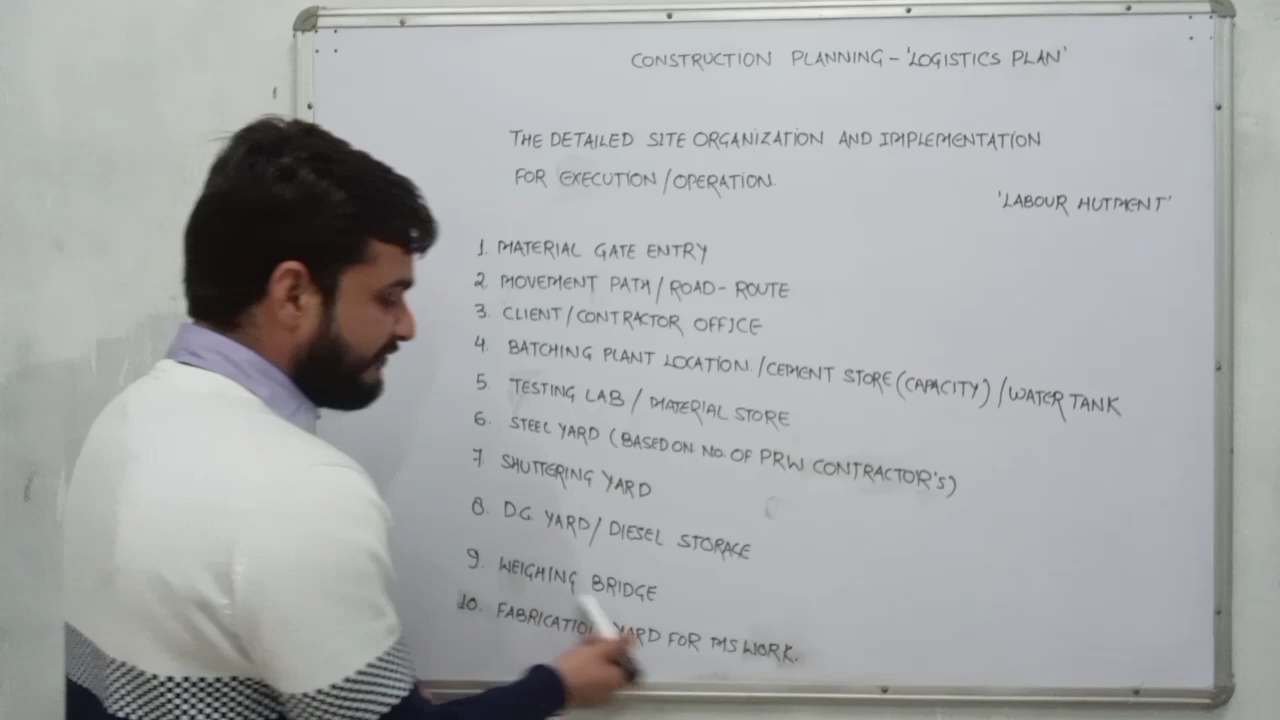 CONSTRUCTION PLANNING - 'LOGISTICS PLAN'
THE DETAILED SITE ORGANIZATION AND IMPLEMENTATION
FOR EXECUTION/OPERATION.
'LABOUR HUTMENT'
1. MATERIAL GATE ENTRY
2. MOVEMENT PATH/ROAD-ROUTE
3. CLIENT/CONTRACTOR OFFICE
4. BATCHING PLANT LOCATION./CEMENT STORE(CAPACITY)/WATER TANK
5. TESTING LAB/MATERIAL STORE
6. STEEL YARD (BASED ON NO. OF PRW CONTRACTOR'S)
7. SHUTTERING YARD
8. DG YARD/DIESEL STORAGE
9. WEIGHING BRIDGE
10. FABRICATION YARD FOR MS WORK.